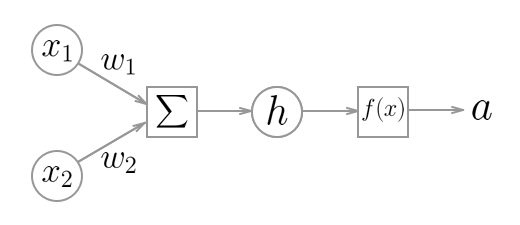 x₁
w₁
∑ h f(x) a
x₂
w₂